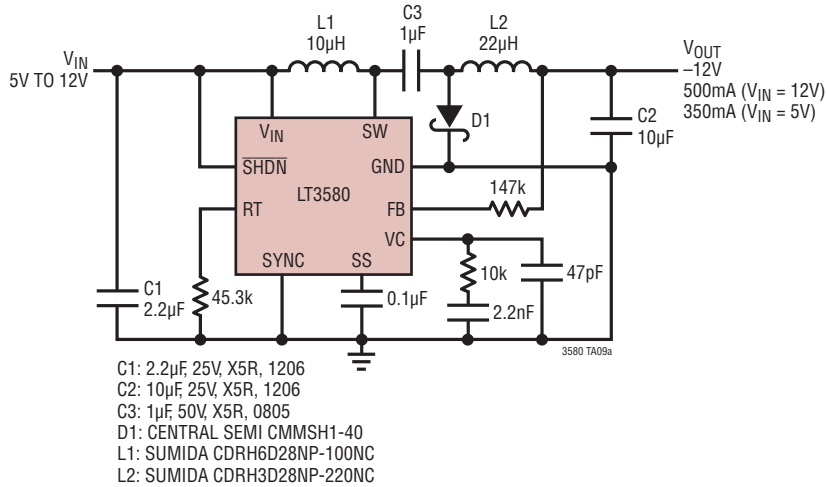 C3
1µF
L1
10µH
L2
22µH
VIN
5V TO 12V
VOUT
–12V
500mA (VIN = 12V)
350mA (VIN = 5V)
D1
C2
10µF
VIN
SW
SHDN
GND
LT3580
147k
RT
FB
VC
SYNC
SS
C1
2.2µF
45.3k
0.1µF
10k
47pF
2.2nF
3580 TA09a
C1: 2.2µF, 25V, X5R, 1206
C2: 10µF, 25V, X5R, 1206
C3: 1µF, 50V, X5R, 0805
D1: CENTRAL SEMI CMMSH1-40
L1: SUMIDA CDRH6D28NP-100NC
L2: SUMIDA CDRH3D28NP-220NC